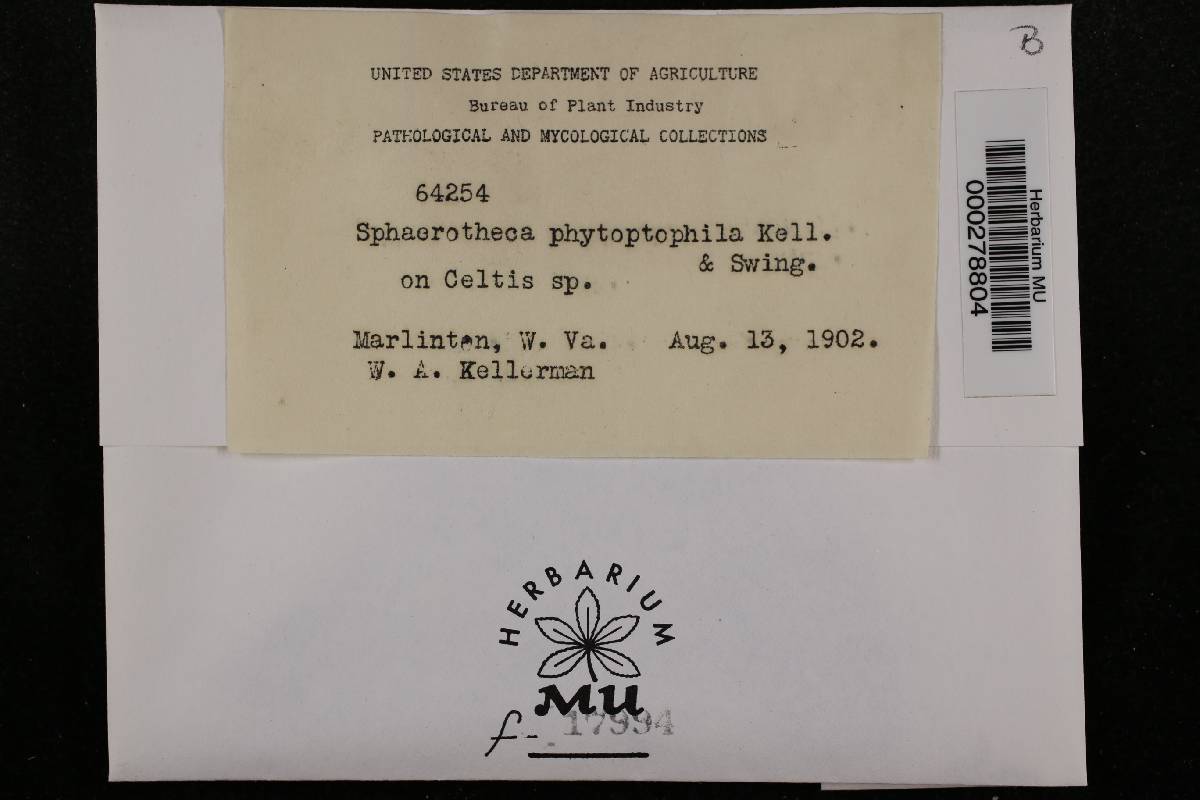 B
UNITED STATES DEPARTMENT OF AGRICULTURE
Bureau of Plant Industry
PATHOLOGICAL AND MYCOLOGICAL COLLECTIONS
64254
Sphaerotheca phytoptophila Kell.
& Swing.
on Celtis sp.
Marlinton, W. Va. Aug. 13, 1902.
W. A. Kellerman
Herbarium MU
0000278804
HERBARIUM
MU
f- 17994